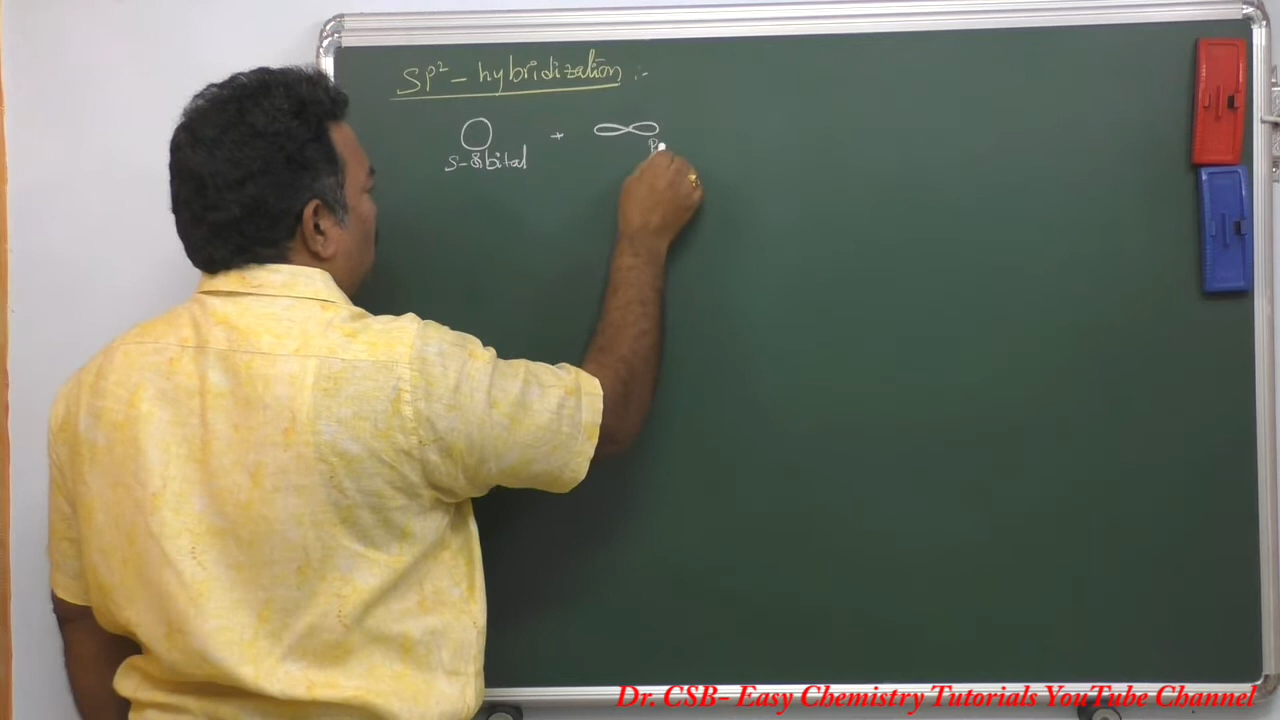 SP² - hybridization :-
+
s-orbital
P
Dr. CSB- Easy Chemistry Tutorials YouTube Channel